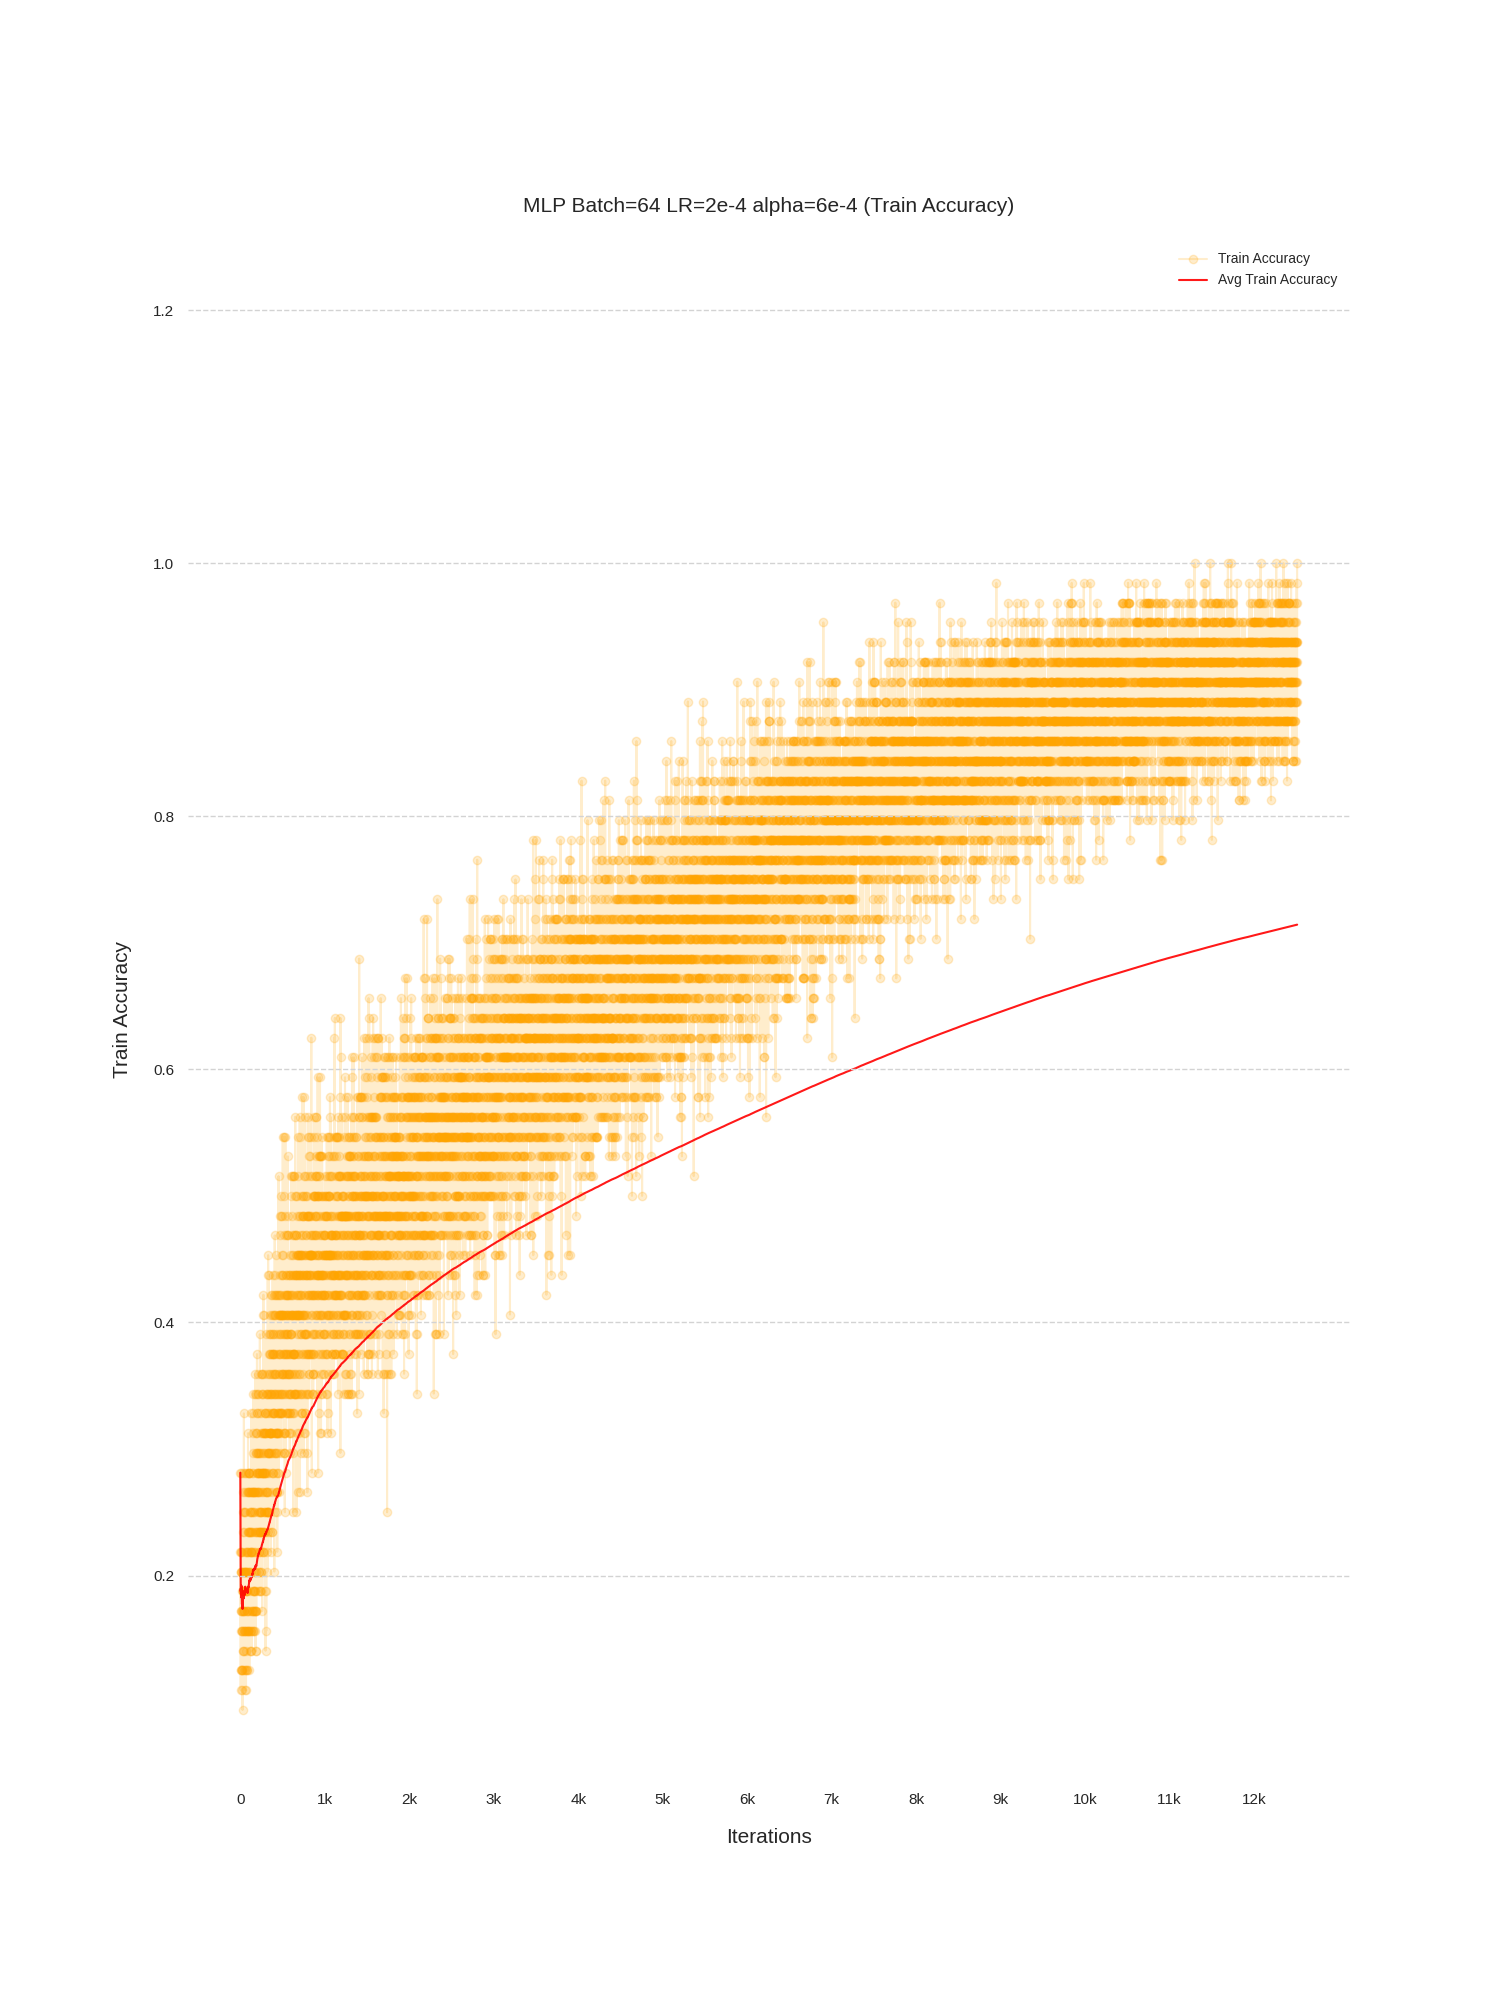 MLP Batch=64 LR=2e-4 alpha=6e-4 (Train Accuracy)
Train Accuracy
Avg Train Accuracy
1.2
1.0
0.8
0.6
0.4
0.2
Train Accuracy
0 1k 2k 3k 4k 5k 6k 7k 8k 9k 10k 11k 12k
Iterations